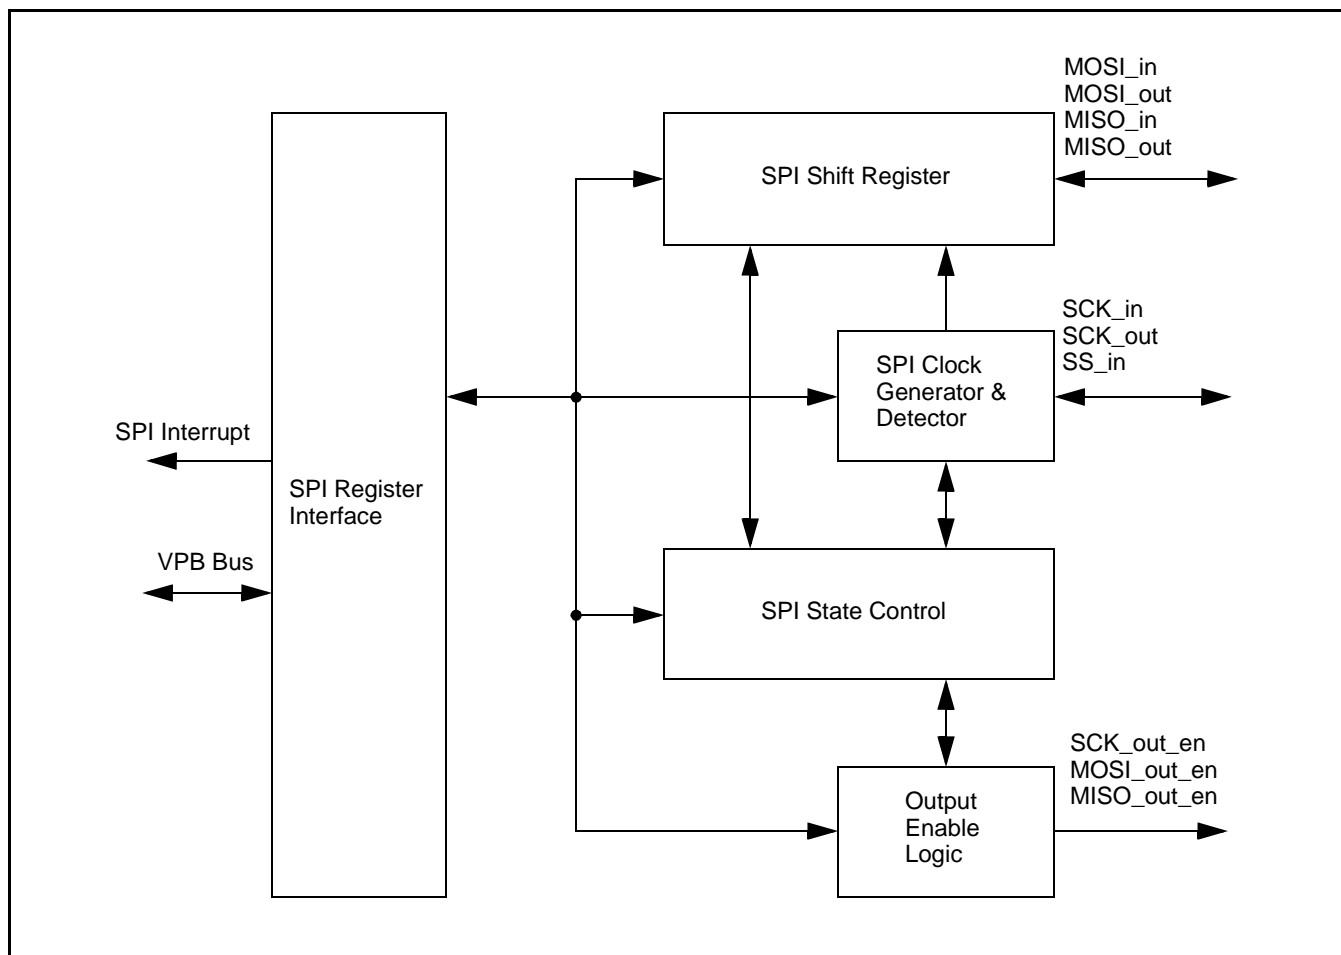 MOSI_in
MOSI_out
MISO_in
MISO_out
SPI Shift Register
SCK_in
SCK_out
SS_in
SPI Clock
Generator &
Detector
SPI Interrupt
SPI Register
Interface
VPB Bus
SPI State Control
SCK_out_en
MOSI_out_en
MISO_out_en
Output
Enable
Logic